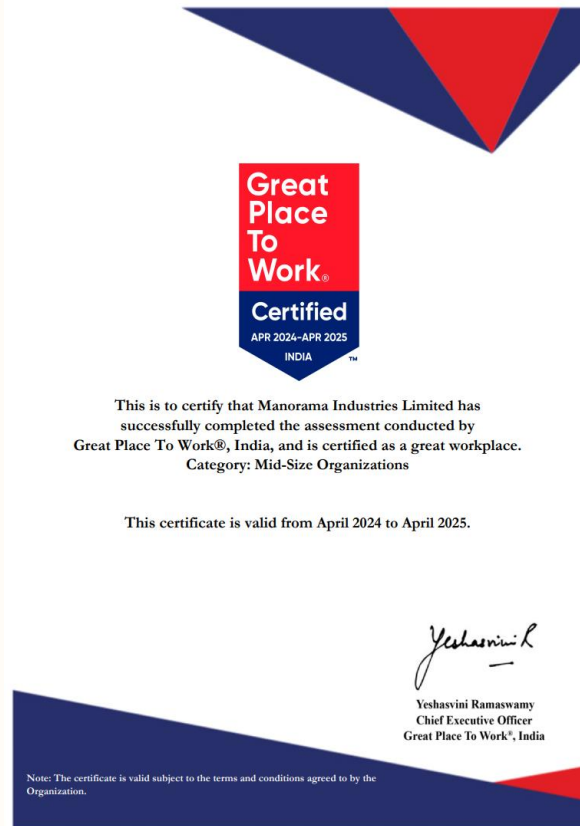 Great
Place
To
Work®
Certified
APR 2024-APR 2025
INDIA
™
This is to certify that Manorama Industries Limited has
successfully completed the assessment conducted by
Great Place To Work®, India, and is certified as a great workplace.
Category: Mid-Size Organizations
This certificate is valid from April 2024 to April 2025.
Yeshasvini R
Yeshasvini Ramaswamy
Chief Executive Officer
Great Place To Work®, India
Note: The certificate is valid subject to the terms and conditions agreed to by the
Organization.